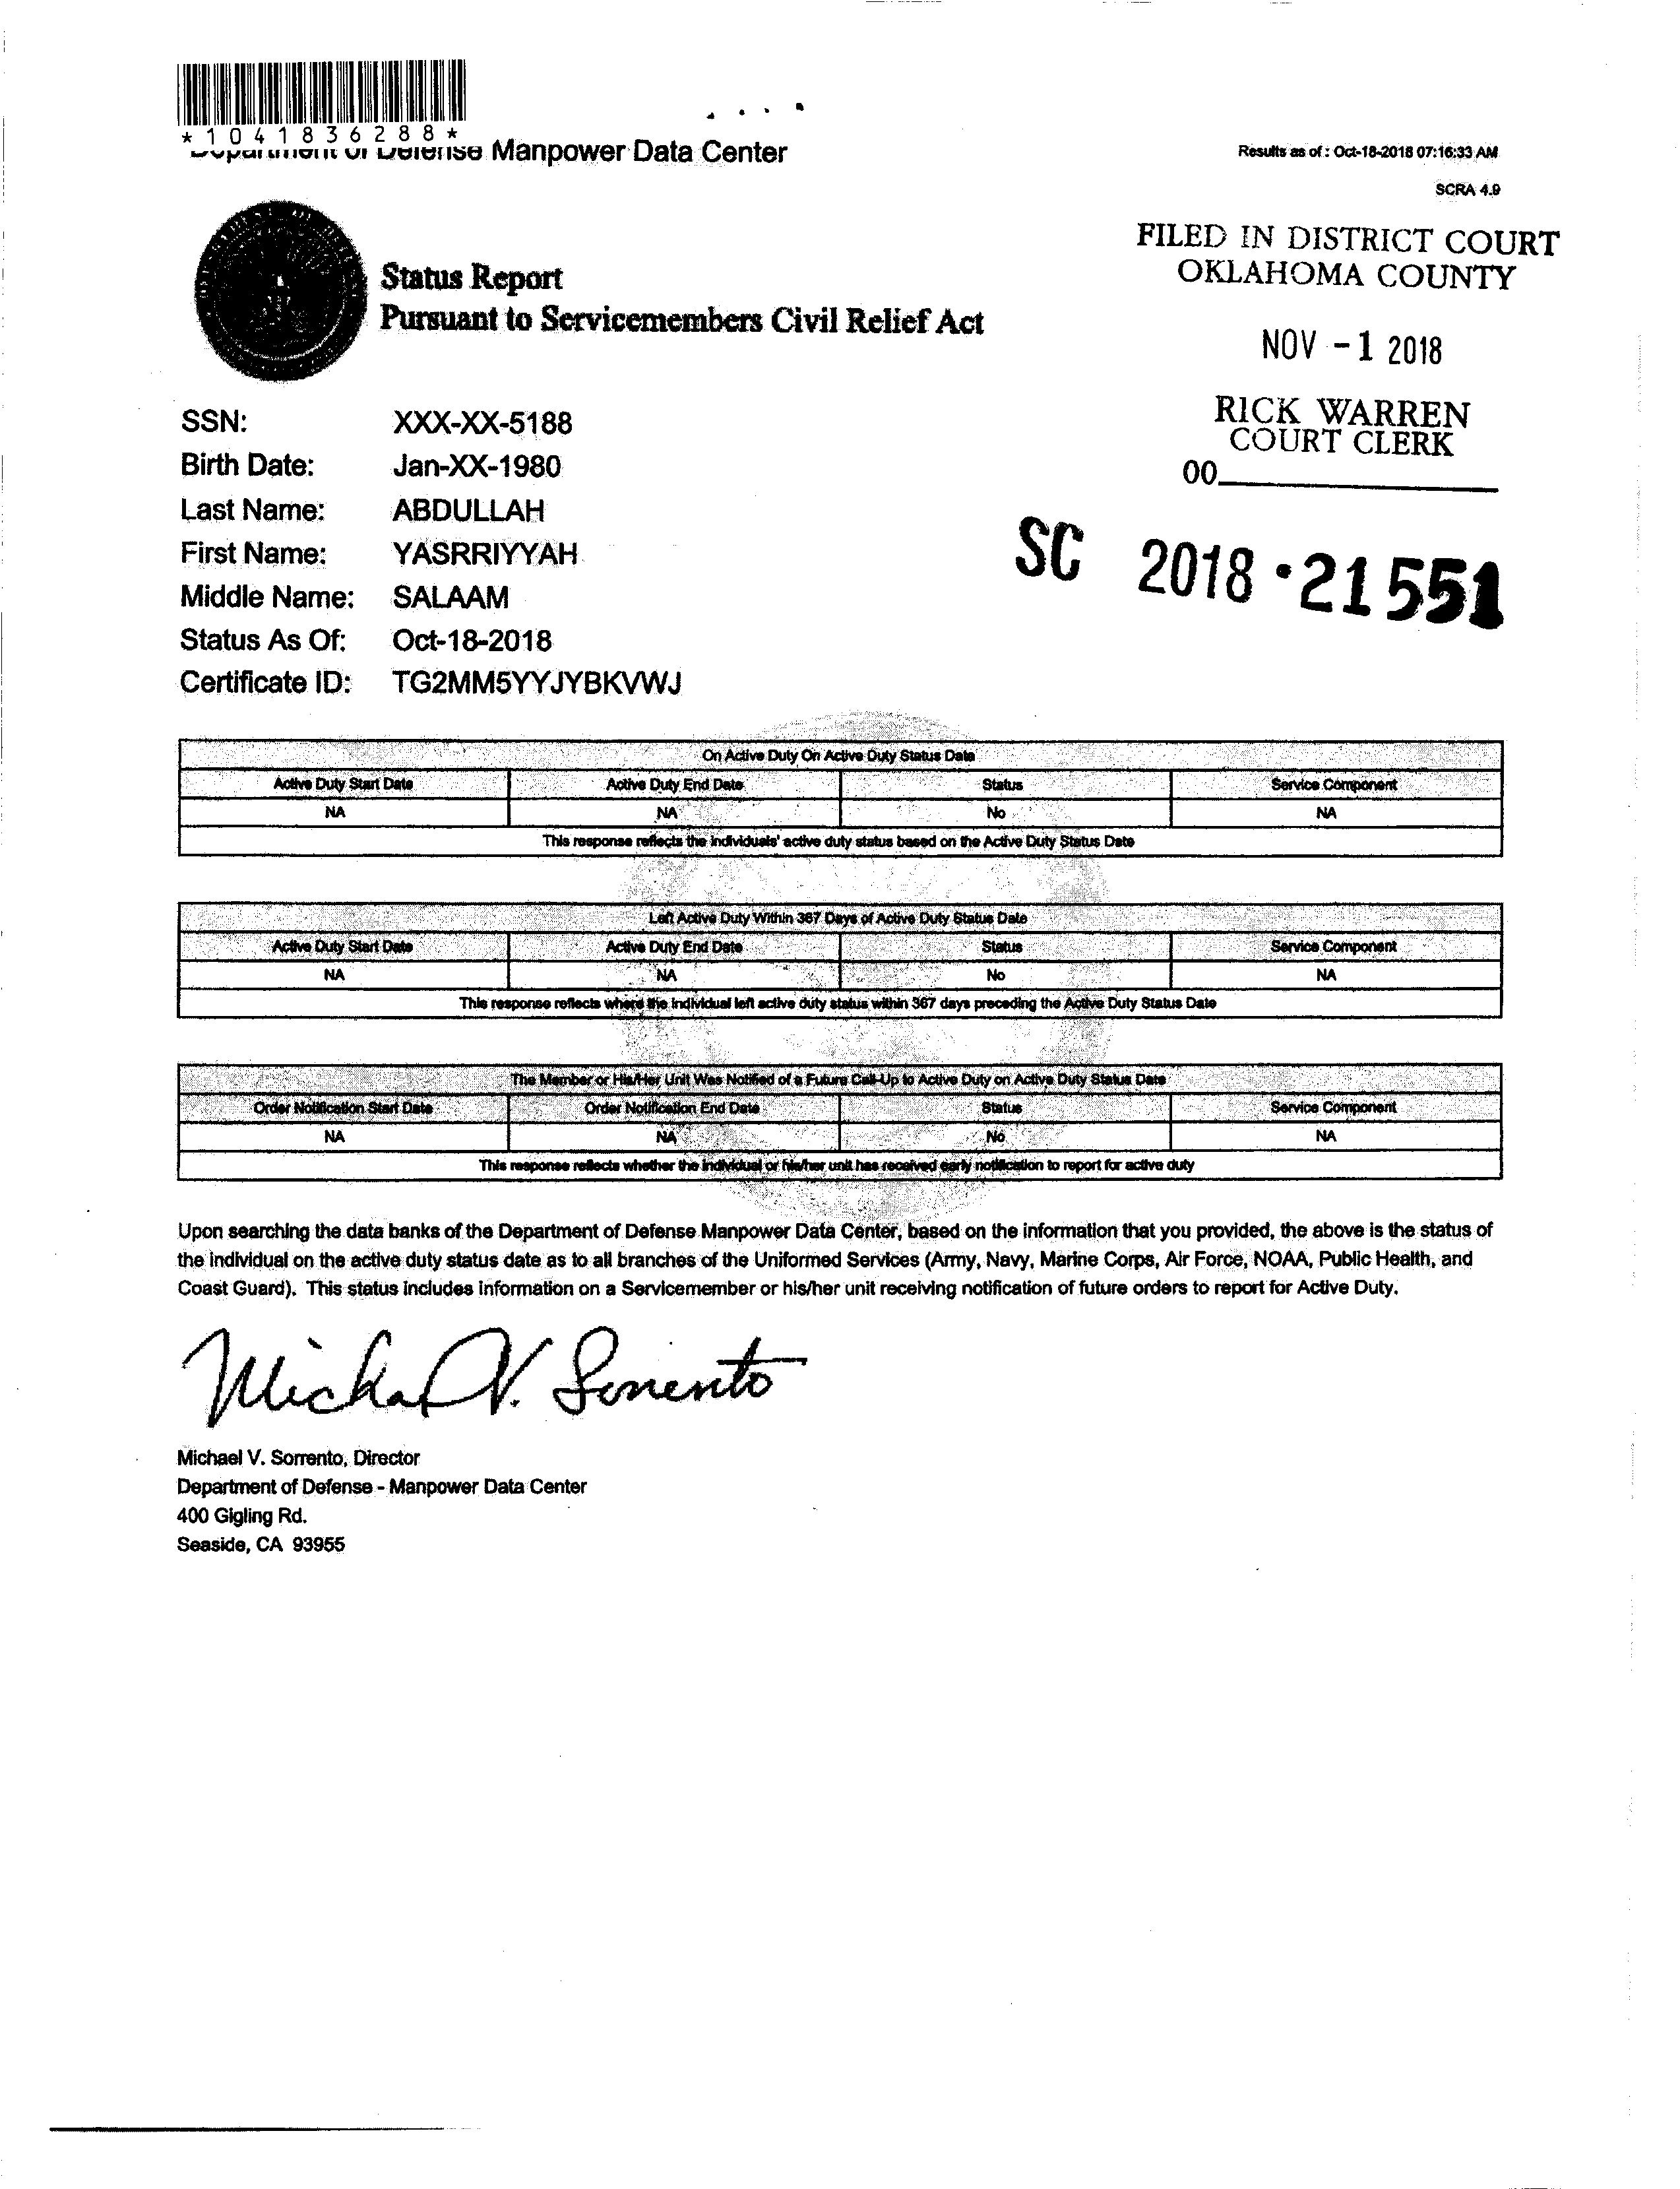 *1041836288*
Department of Defense Manpower Data Center
Results as of : Oct-18-2018 07:16:33 AM
SCRA 4.9
FILED IN DISTRICT COURT
OKLAHOMA COUNTY
Status Report
Pursuant to Servicemembers Civil Relief Act
NOV -1 2018
RICK WARREN
COURT CLERK
00
SSN: XXX-XX-5188
Birth Date: Jan-XX-1980
Last Name: ABDULLAH
First Name: YASRRIYYAH
Middle Name: SALAAM
Status As Of: Oct-18-2018
Certificate ID: TG2MM5YYJYBKVWJ
SC 2018-21551
On Active Duty On Active Duty Status Date
Active Duty Start Date Active Duty End Date Status Service Component
NA NA No NA
This response reflects the individuals' active duty status based on the Active Duty Status Date
Left Active Duty Within 367 Days of Active Duty Status Date
Active Duty Start Date Active Duty End Date Status Service Component
NA NA No NA
This response reflects where the individual left active duty status within 367 days preceding the Active Duty Status Date
The Member or His/Her Unit Was Notified of a Future Call-Up to Active Duty on Active Duty Status Date
Order Notification Start Date Order Notification End Date Status Service Component
NA NA No NA
This response reflects whether the individual or his/her unit has received early notification to report for active duty
Upon searching the data banks of the Department of Defense Manpower Data Center, based on the information that you provided, the above is the status of
the individual on the active duty status date as to all branches of the Uniformed Services (Army, Navy, Marine Corps, Air Force, NOAA, Public Health, and
Coast Guard). This status includes information on a Servicemember or his/her unit receiving notification of future orders to report for Active Duty.
Michael V. Sorrento
Michael V. Sorrento, Director
Department of Defense - Manpower Data Center
400 Gigling Rd.
Seaside, CA 93955